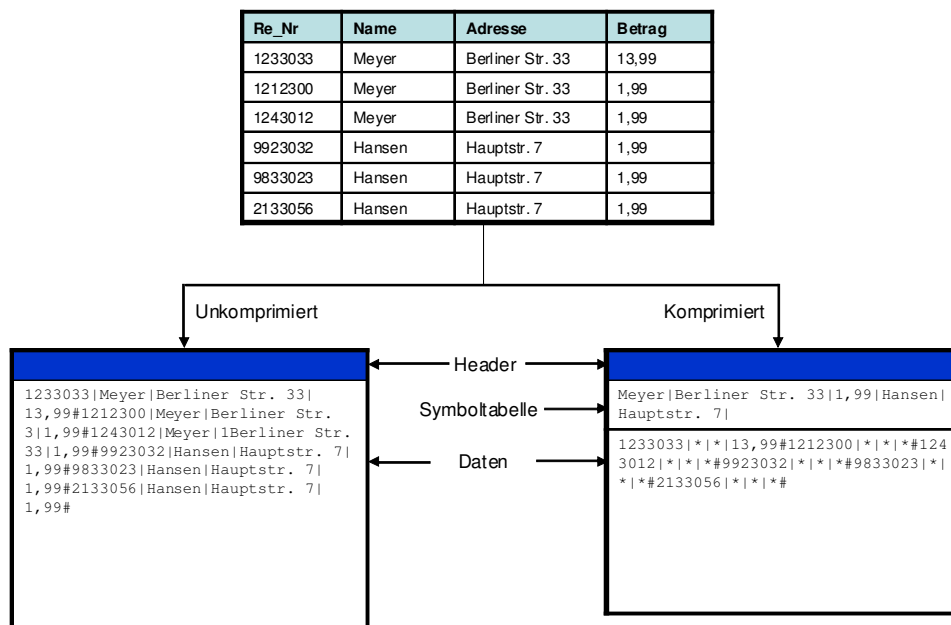 Re_Nr Name Adresse Betrag
1233033 Meyer Berliner Str. 33 13,99
1212300 Meyer Berliner Str. 33 1,99
1243012 Meyer Berliner Str. 33 1,99
9923032 Hansen Hauptstr. 7 1,99
9833023 Hansen Hauptstr. 7 1,99
2133056 Hansen Hauptstr. 7 1,99
Unkomprimiert
Komprimiert
Header
Symboltabelle
Daten
1233033|Meyer|Berliner Str. 33|
13,99#1212300|Meyer|Berliner Str.
3|1,99#1243012|Meyer|1Berliner Str.
33|1,99#9923032|Hansen|Hauptstr. 7|
1,99#9833023|Hansen|Hauptstr. 7|
1,99#2133056|Hansen|Hauptstr. 7|
1,99#
Meyer|Berliner Str. 33|1,99|Hansen|
Hauptstr. 7|
1233033|*|*|13,99#1212300|*|*|*#124
3012|*|*|*#9923032|*|*|*#9833023|*|
*|*#2133056|*|*|*#